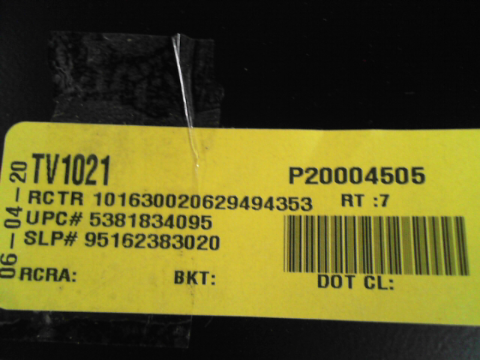 TV1021 P20004505
RCTR 101630020629494353 RT :7
UPC# 5381834095
SLP# 95162383020
RCRA: BKT: DOT CL:
06-04-20